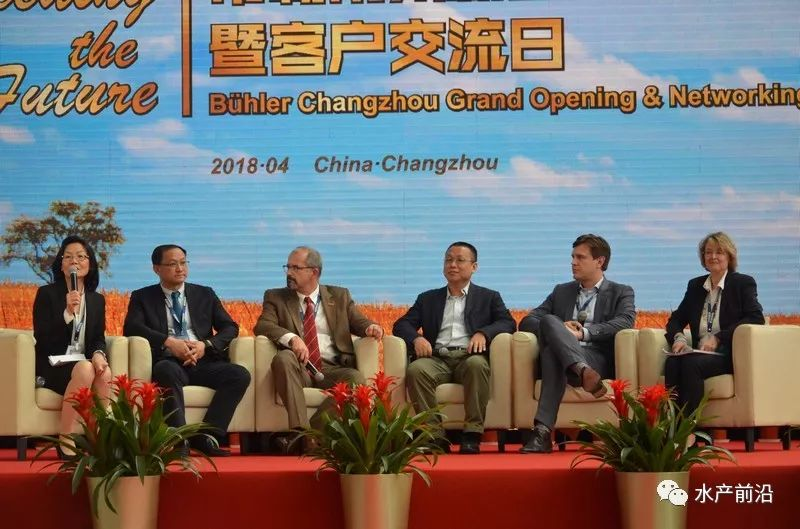 the
Future
暨客户交流日
Bühler Changzhou Grand Opening & Networking
2018·04 China·Changzhou
水产前沿